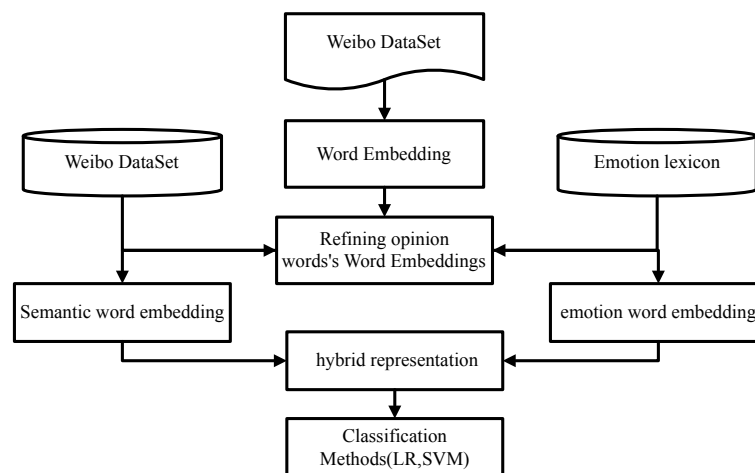 Weibo DataSet
Word Embedding
Weibo DataSet
Emotion lexicon
Refining opinion
words's Word Embeddings
Semantic word embedding
emotion word embedding
hybrid representation
Classification
Methods(LR,SVM)